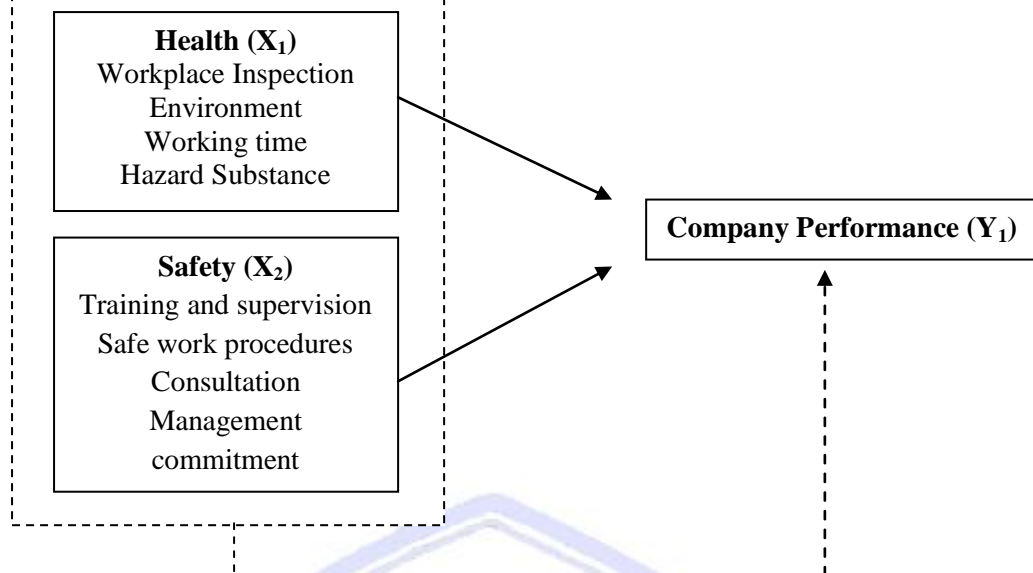 Health (X₁)
Workplace Inspection
Environment
Working time
Hazard Substance
Safety (X₂)
Training and supervision
Safe work procedures
Consultation
Management
commitment
Company Performance (Y₁)